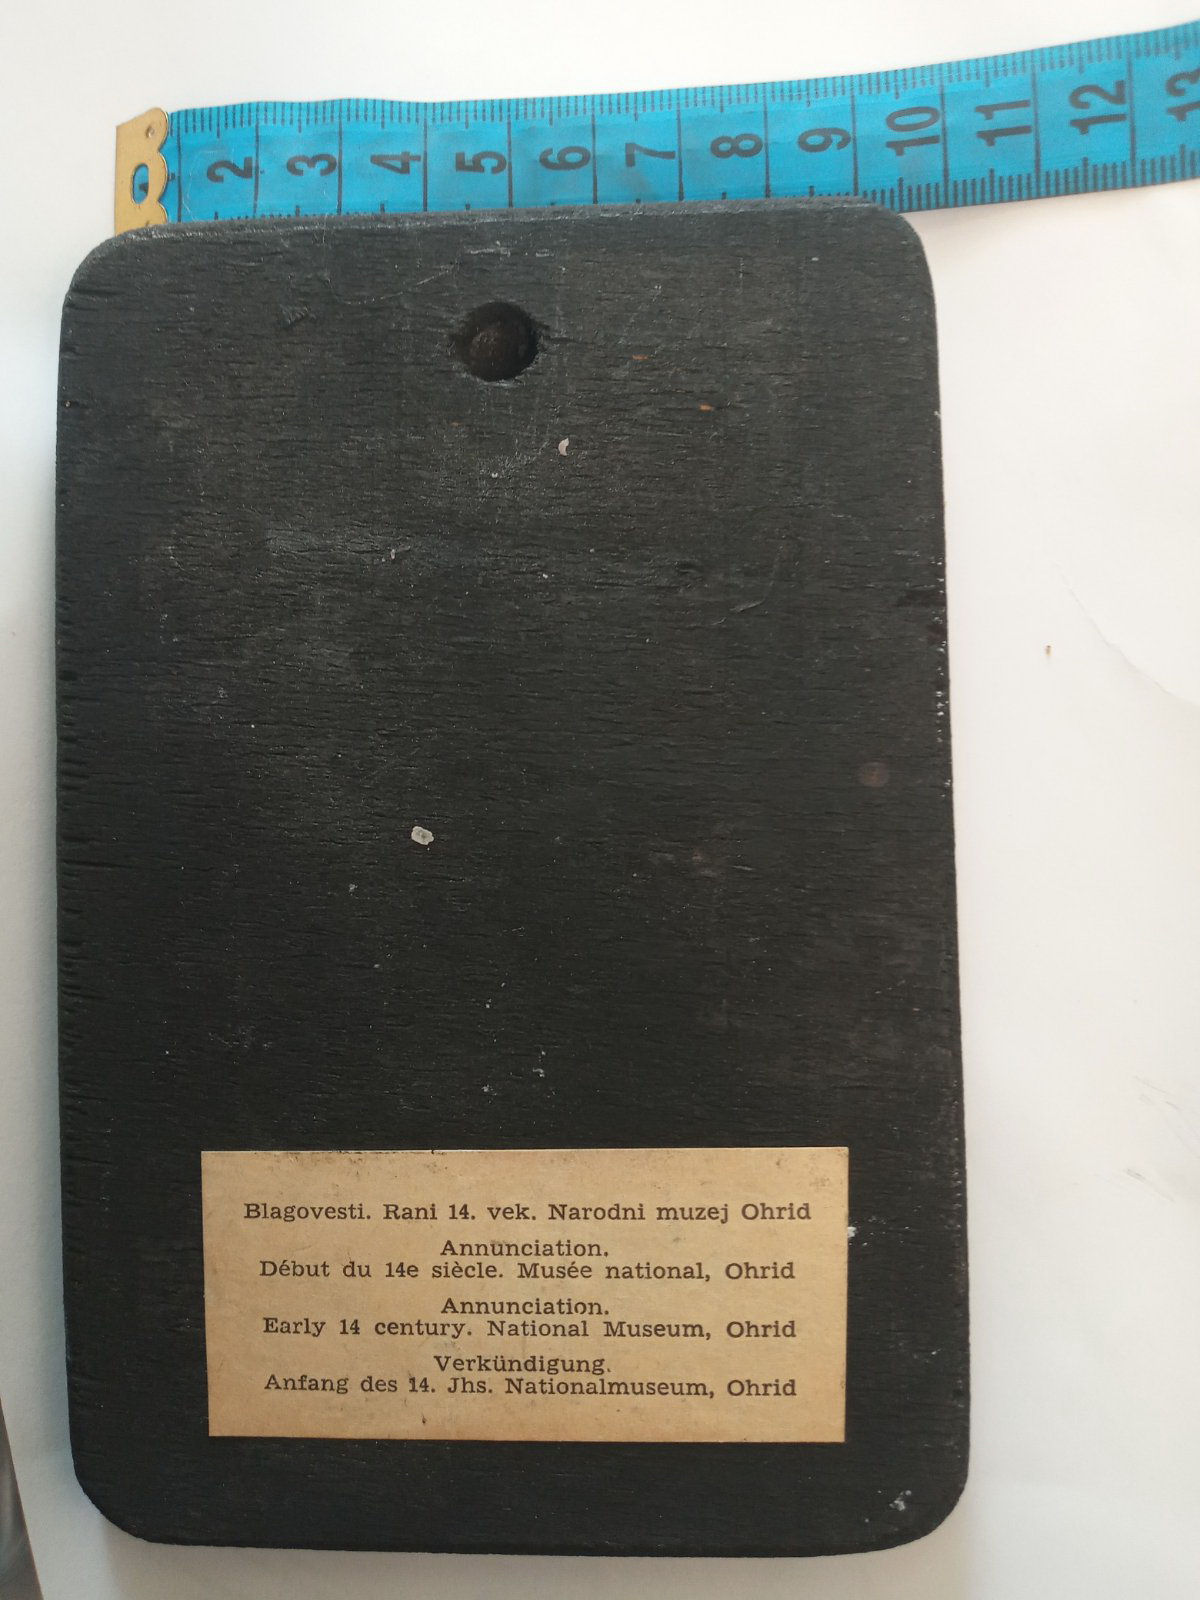 2 3 4 5 6 7 8 9 10 11 12 13
Blagovesti. Rani 14. vek. Narodni muzej Ohrid
Annunciation.
Début du 14e siècle. Musée national, Ohrid
Annunciation.
Early 14 century. National Museum, Ohrid
Verkündigung.
Anfang des 14. Jhs. Nationalmuseum, Ohrid